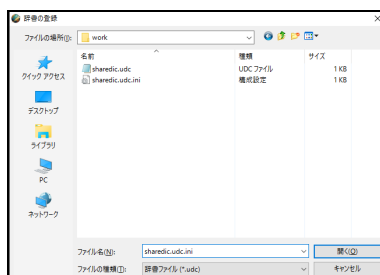 辞書の登録
ファイルの場所(I):
work
名前
種類
サイズ
sharedic.udc
UDC ファイル
1 KB
sharedic.udc.ini
構成設定
1 KB
クイック アクセス
デスクトップ
ライブラリ
PC
ネットワーク
ファイル名(N):
sharedic.udc.ini
開く(O)
ファイルの種類(T):
辞書ファイル (*.udc)
キャンセル